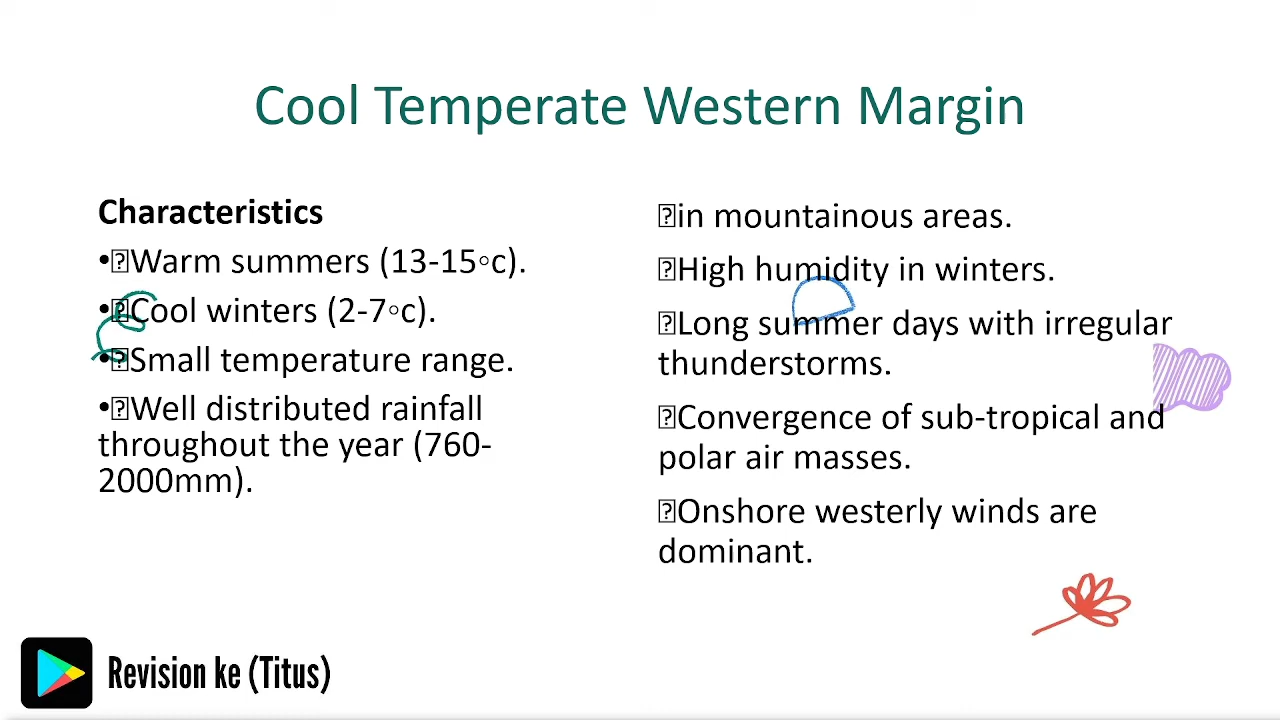 Cool Temperate Western Margin
Characteristics
•⍰Warm summers (13-15◦c).
•⍰Cool winters (2-7◦c).
•⍰Small temperature range.
•⍰Well distributed rainfall
throughout the year (760-
2000mm).
⍰in mountainous areas.
⍰High humidity in winters.
⍰Long summer days with irregular
thunderstorms.
⍰Convergence of sub-tropical and
polar air masses.
⍰Onshore westerly winds are
dominant.
Revision ke (Titus)